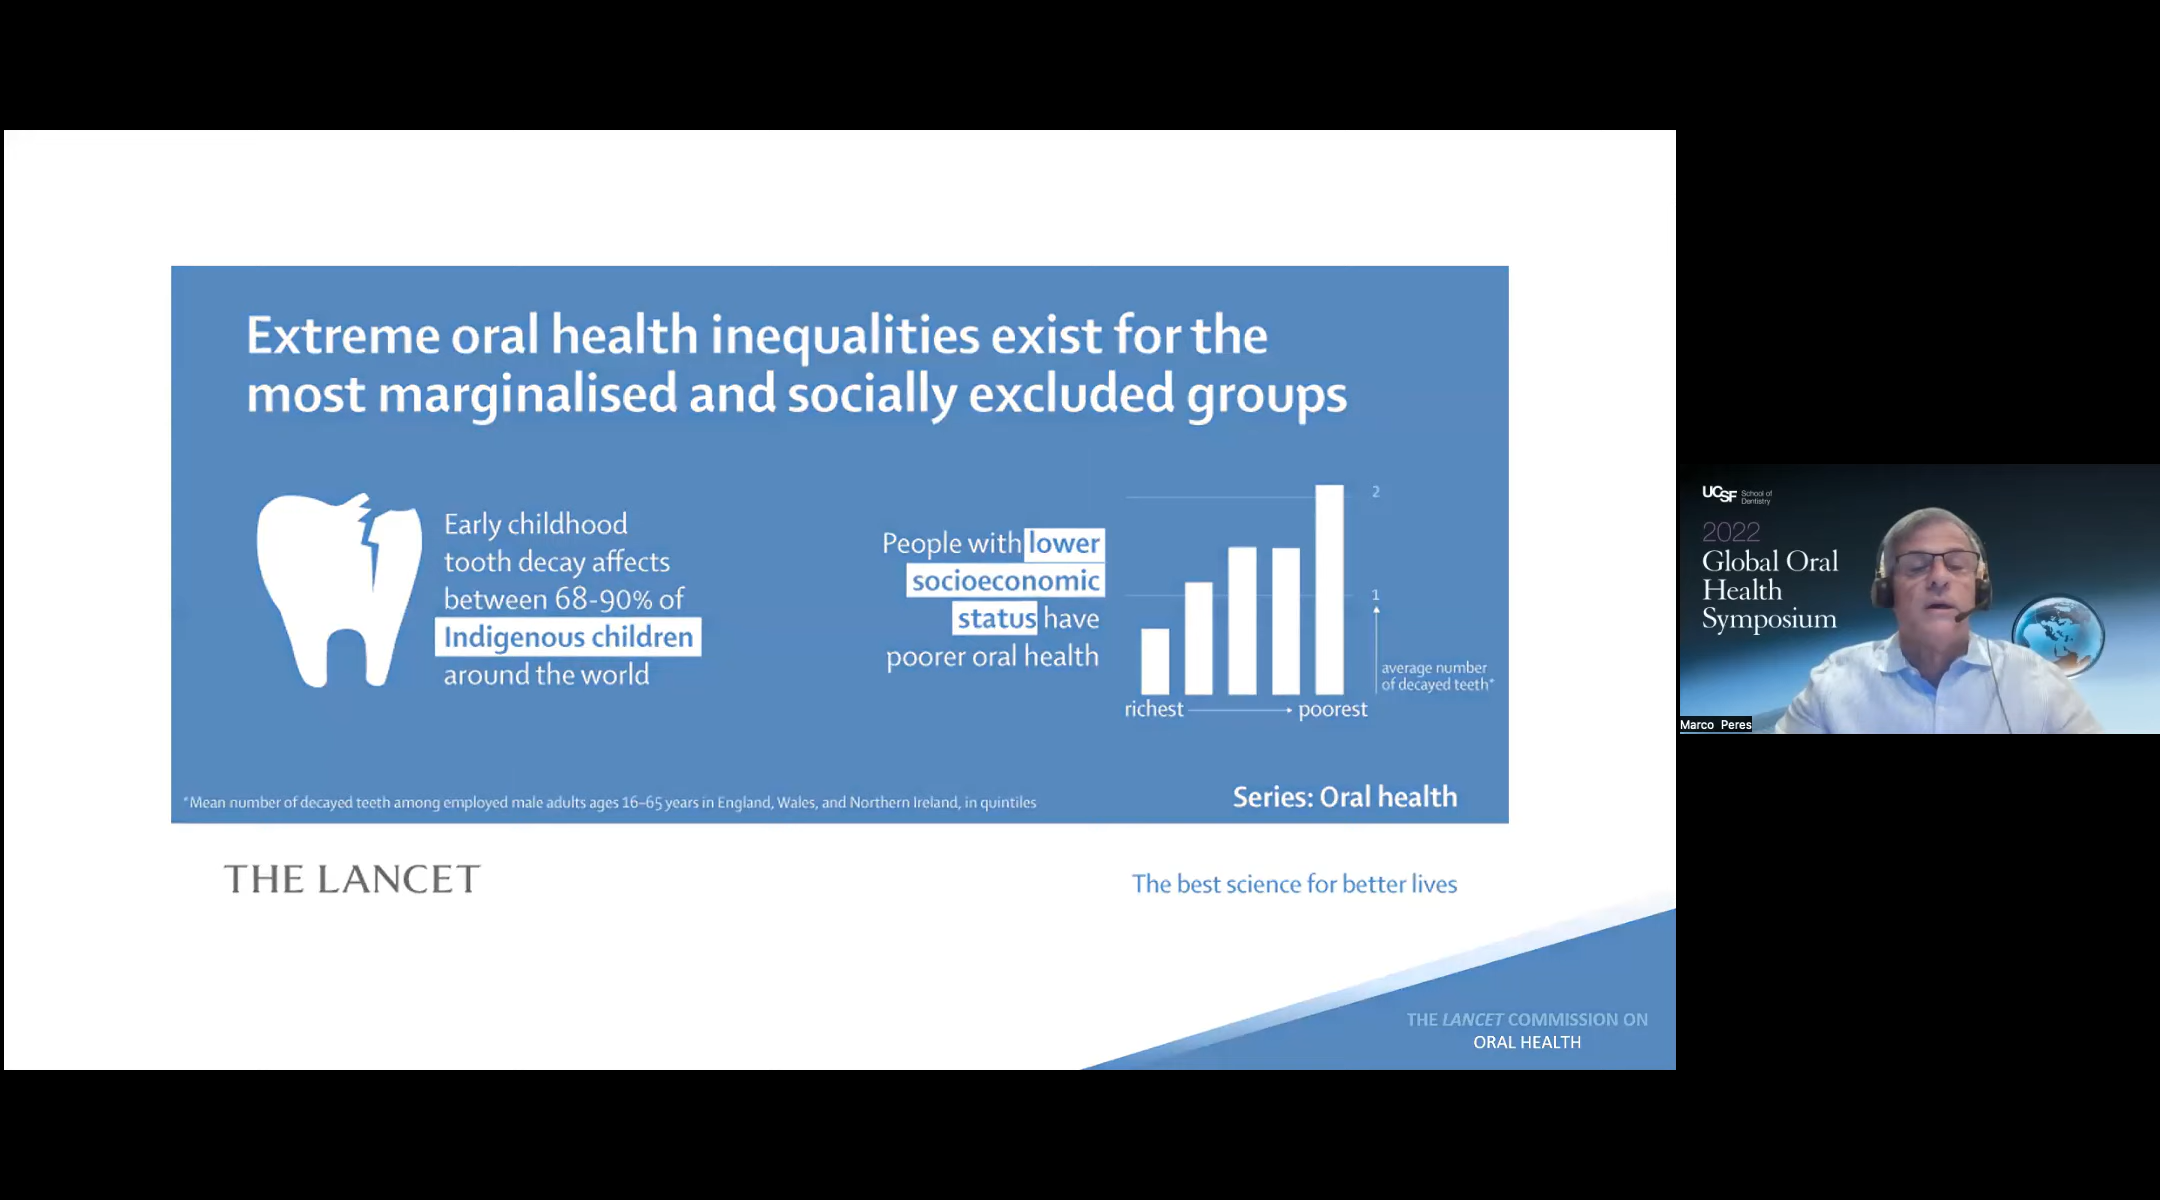 Extreme oral health inequalities exist for the
most marginalised and socially excluded groups
Early childhood
tooth decay affects
between 68-90% of
Indigenous children
around the world
People with lower
socioeconomic
status have
poorer oral health
2
1
average number
of decayed teeth*
richest
poorest
*Mean number of decayed teeth among employed male adults ages 16–65 years in England, Wales, and Northern Ireland, in quintiles
Series: Oral health
THE LANCET
The best science for better lives
THE LANCET COMMISSION ON
ORAL HEALTH
UCSF School of
Dentistry
2022
Global Oral
Health
Symposium
Marco Peres